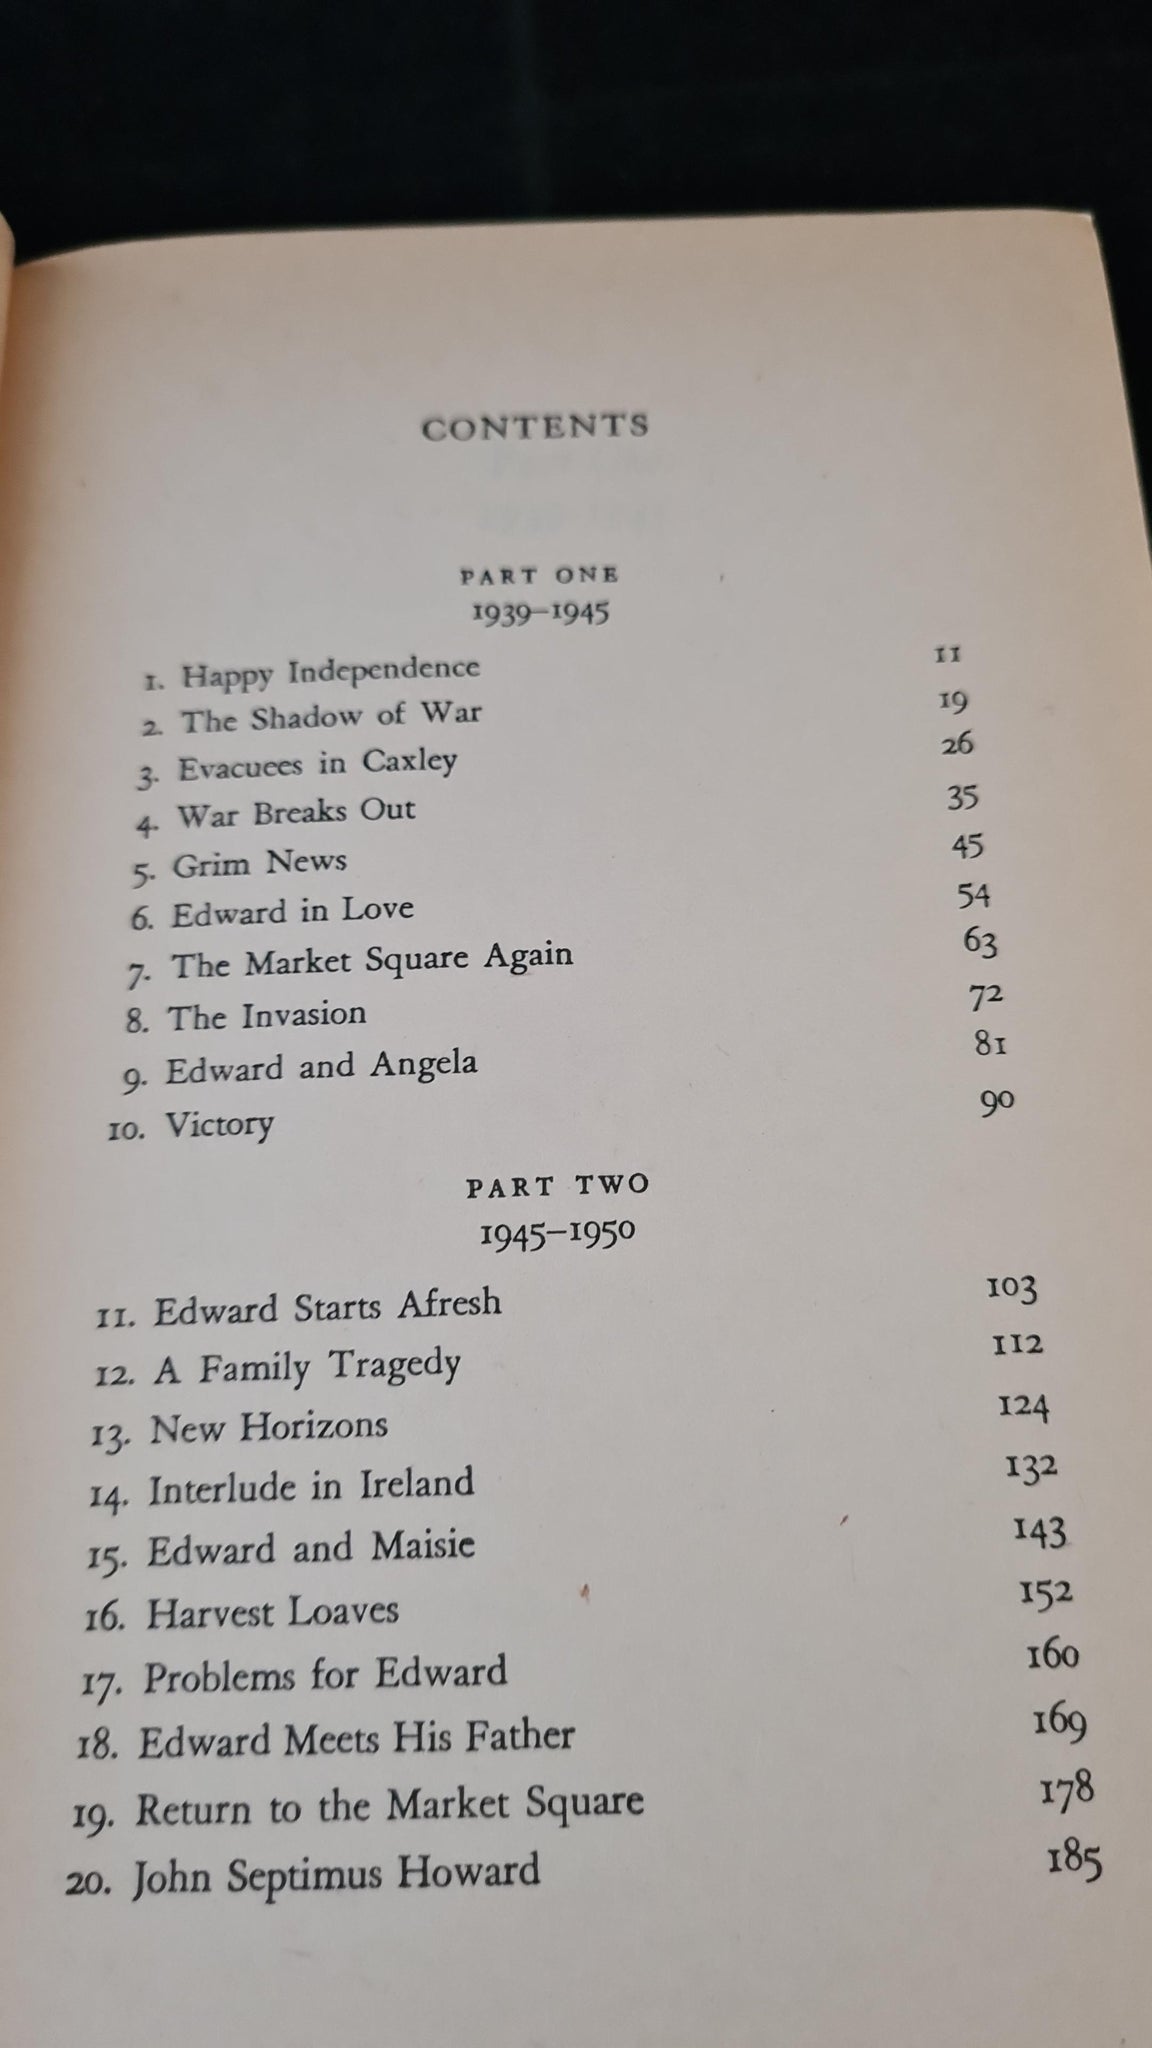 CONTENTS
PART ONE
1939–1945
1. Happy Independence 11
2. The Shadow of War 19
3. Evacuees in Caxley 26
4. War Breaks Out 35
5. Grim News 45
6. Edward in Love 54
7. The Market Square Again 63
8. The Invasion 72
9. Edward and Angela 81
10. Victory 90
PART TWO
1945–1950
11. Edward Starts Afresh 103
12. A Family Tragedy 112
13. New Horizons 124
14. Interlude in Ireland 132
15. Edward and Maisie 143
16. Harvest Loaves 152
17. Problems for Edward 160
18. Edward Meets His Father 169
19. Return to the Market Square 178
20. John Septimus Howard 185